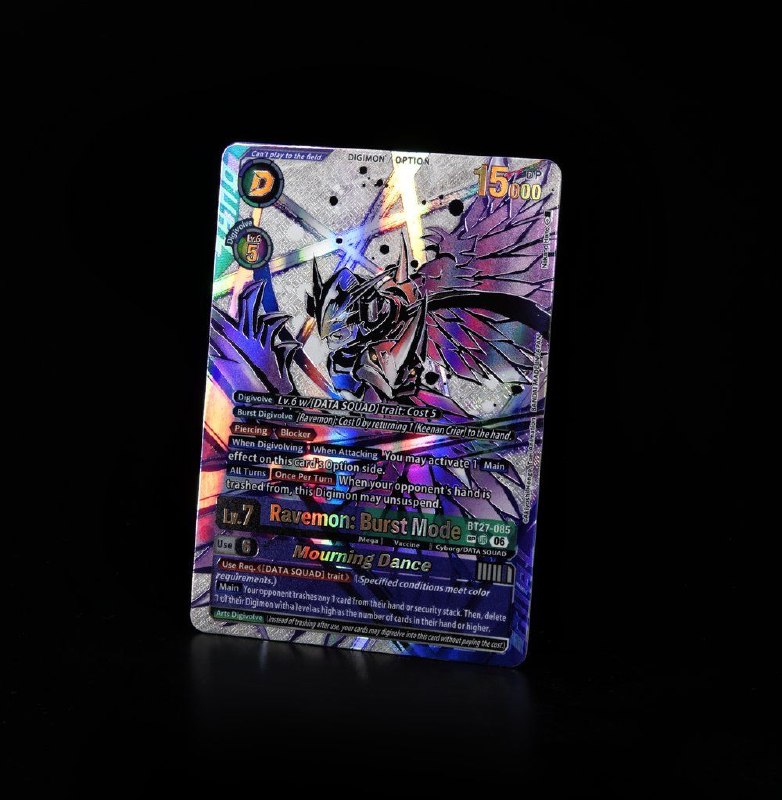 Can't play to the field.
DIGIMON / OPTION
15000 DP
Digivolve
Lv.6
5
Digivolve Lv.6 w/[DATA SQUAD] trait: Cost 5
Burst Digivolve [Ravemon]: Cost 0 by returning 1 [Keenan Crier] to the hand.
Piercing Blocker
When Digivolving When Attacking You may activate 1 Main
effect on this card's Option side.
All Turns Once Per Turn When your opponent's hand is
trashed from, this Digimon may unsuspend.
Lv.7 Ravemon: Burst Mode BT27-085
06
Mega Vaccine Cyborg/DATA SQUAD
Use 6 Mourning Dance
Use Req. 《[DATA SQUAD] trait》 (Specified conditions meet color
requirements.)
Main Your opponent trashes any 1 card from their hand or security stack. Then, delete
1 of their Digimon with a level as high as the number of cards in their hand or higher.
Arts Digivolve (Instead of trashing after use, your cards may digivolve into this card without paying the cost.)